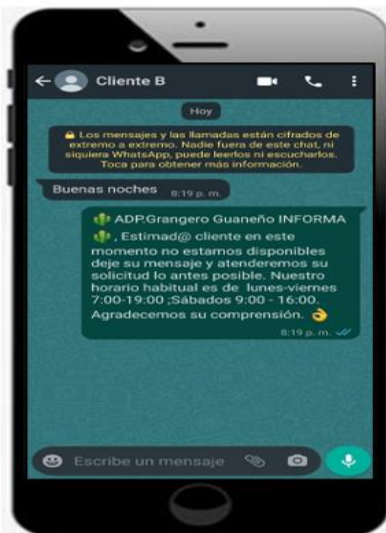 Cliente B
Hoy
Los mensajes y las llamadas están cifrados de
extremo a extremo. Nadie fuera de este chat, ni
siquiera WhatsApp, puede leerlos ni escucharlos.
Toca para obtener más información.
Buenas noches 8:19 p. m.
ADP.Grangero Guaneño INFORMA
, Estimad@ cliente en este
momento no estamos disponibles
deje su mensaje y atenderemos su
solicitud lo antes posible. Nuestro
horario habitual es de lunes-viernes
7:00-19:00 ;Sábados 9:00 - 16:00.
Agradecemos su comprensión.
8:19 p. m.
Escribe un mensaje